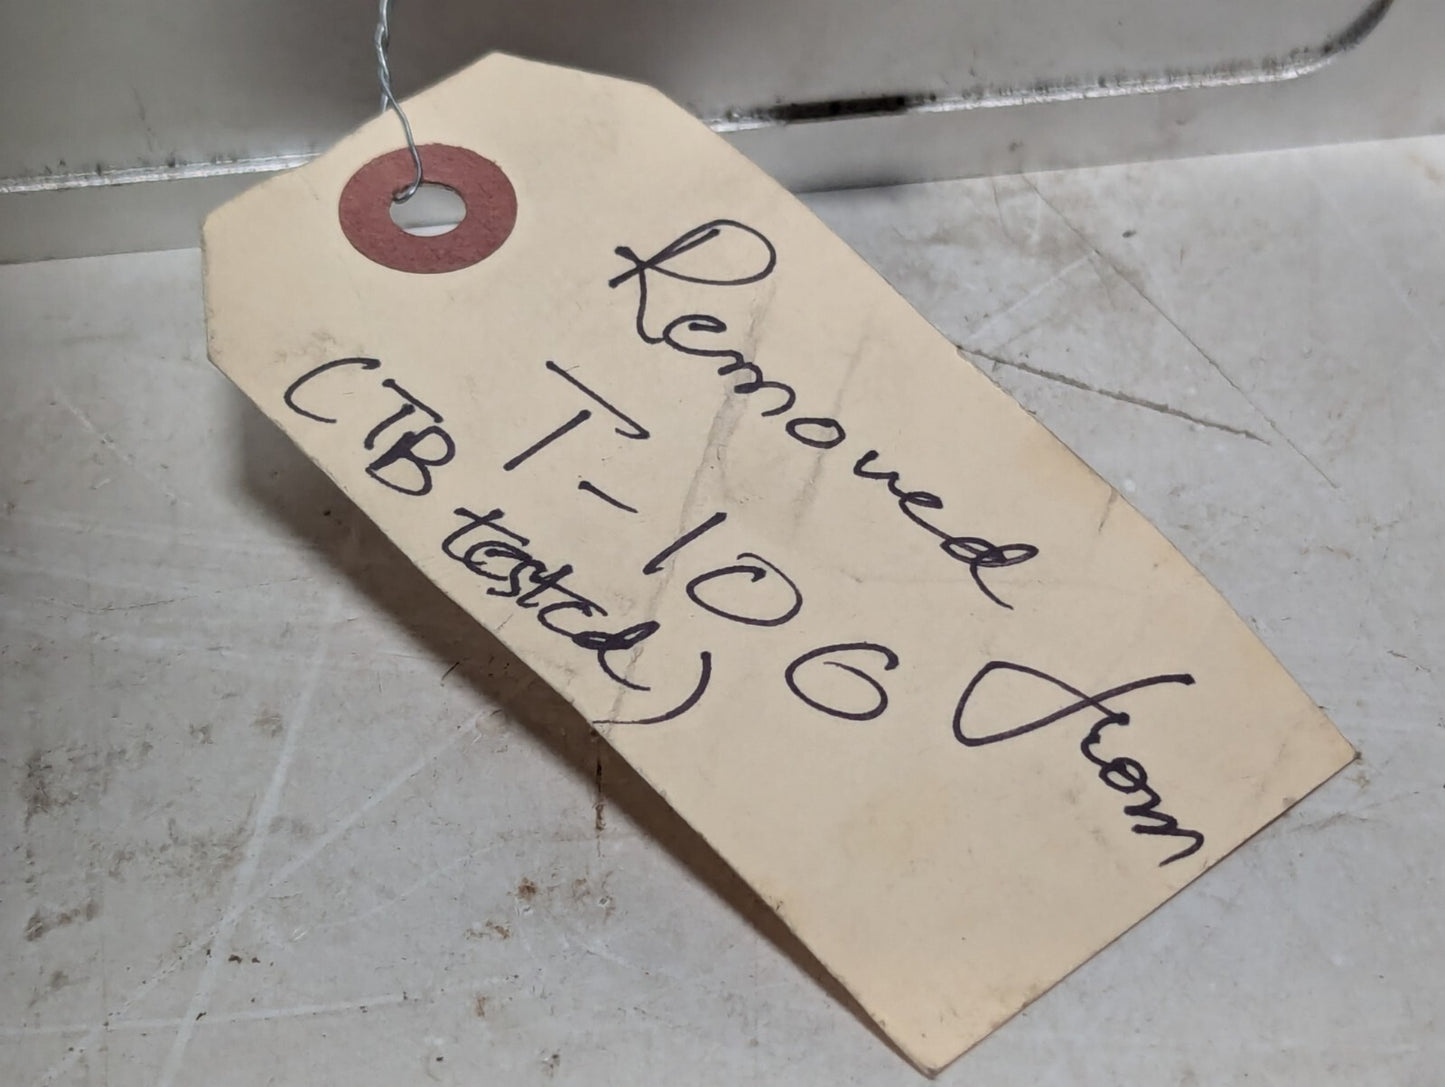 Removed from
T-106
(TB tested)